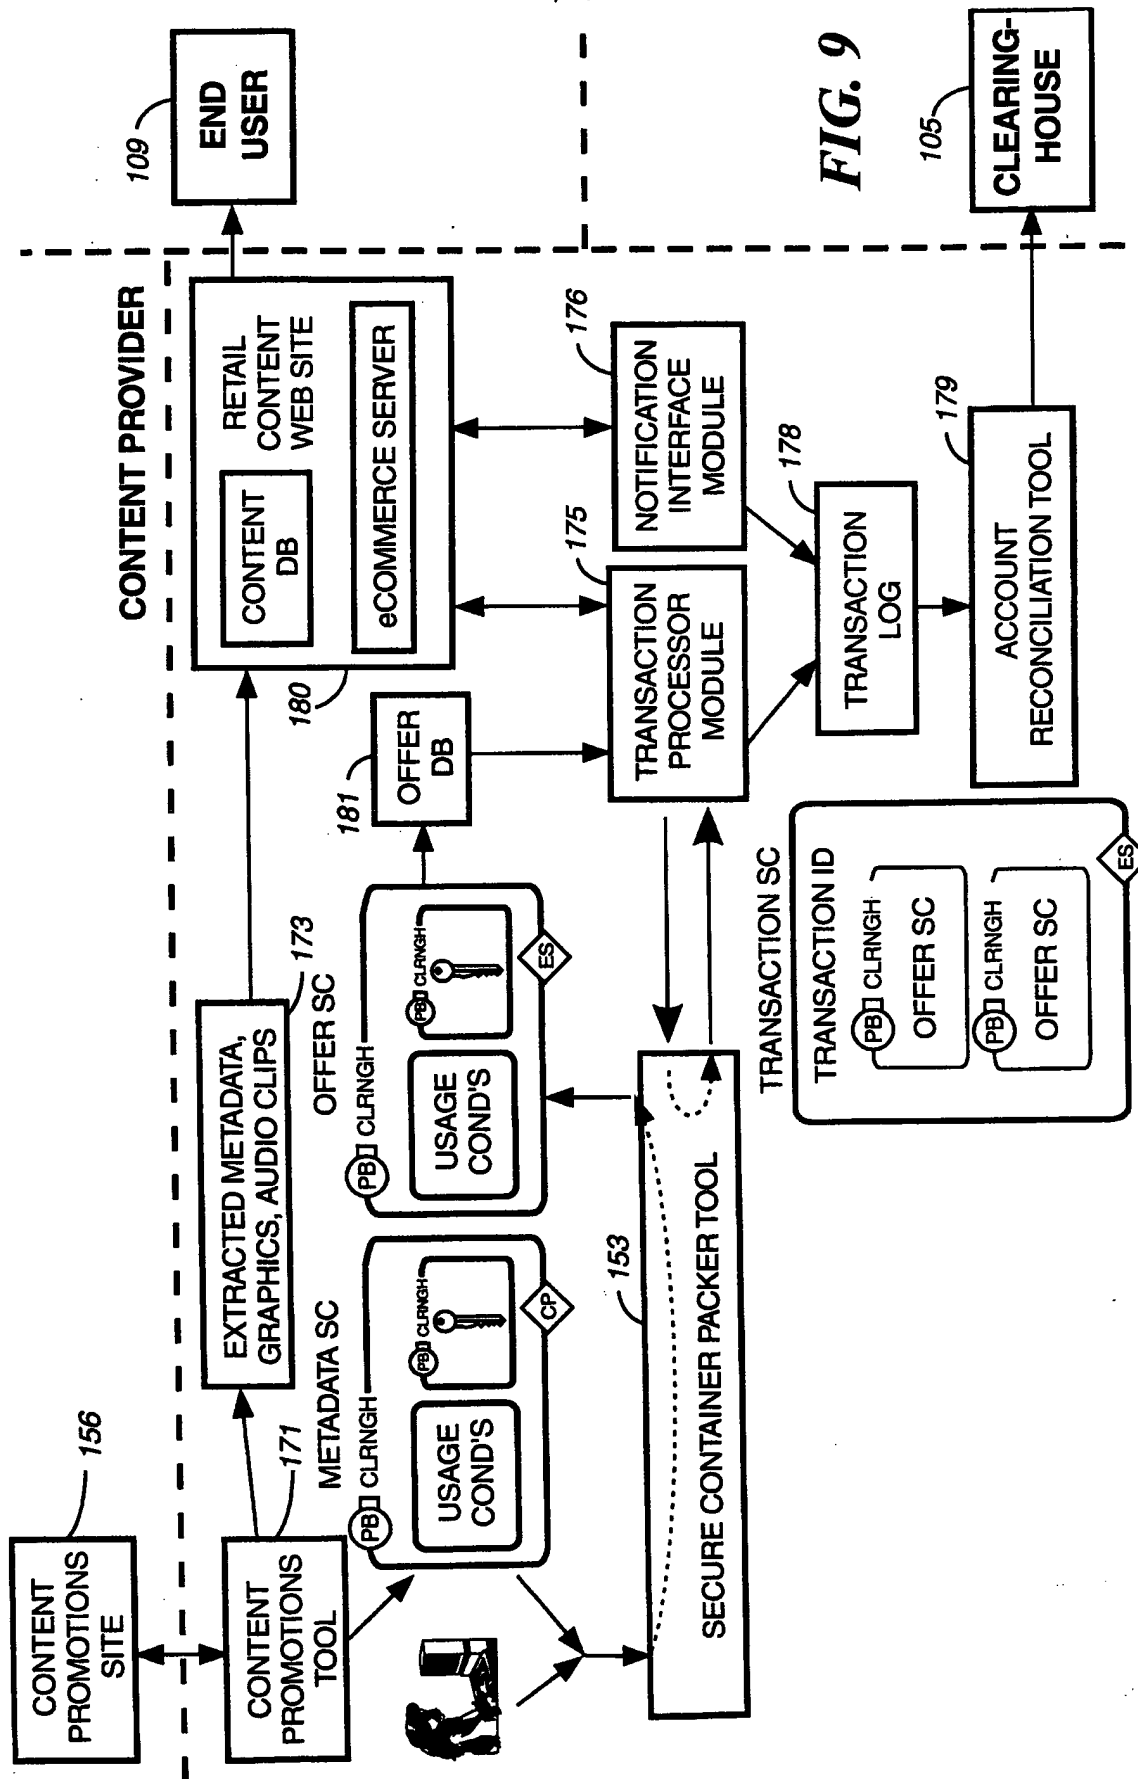 CONTENT
PROMOTIONS
SITE
156
CONTENT PROVIDER
109
END
USER
CONTENT
PROMOTIONS
TOOL
171
EXTRACTED METADATA,
GRAPHICS, AUDIO CLIPS
173
RETAIL
CONTENT
WEB SITE
CONTENT
DB
eCOMMERCE SERVER
180
METADATA SC
PB CLRNGH
USAGE
COND'S
PB CLRNGH
CP
OFFER SC
PB CLRNGH
USAGE
COND'S
PB CLRNGH
ES
181
OFFER
DB
153
SECURE CONTAINER PACKER TOOL
175
TRANSACTION
PROCESSOR
MODULE
176
NOTIFICATION
INTERFACE
MODULE
178
TRANSACTION
LOG
TRANSACTION SC
TRANSACTION ID
PB CLRNGH
OFFER SC
PB CLRNGH
OFFER SC
ES
179
ACCOUNT
RECONCILIATION TOOL
FIG. 9
105
CLEARING-
HOUSE